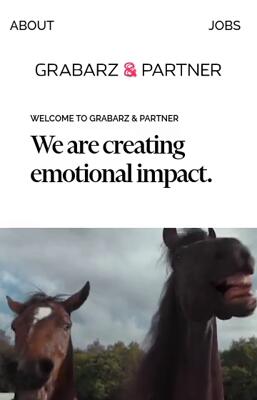 ABOUT
JOBS
GRABARZ & PARTNER
WELCOME TO GRABARZ & PARTNER
We are creating
emotional impact.